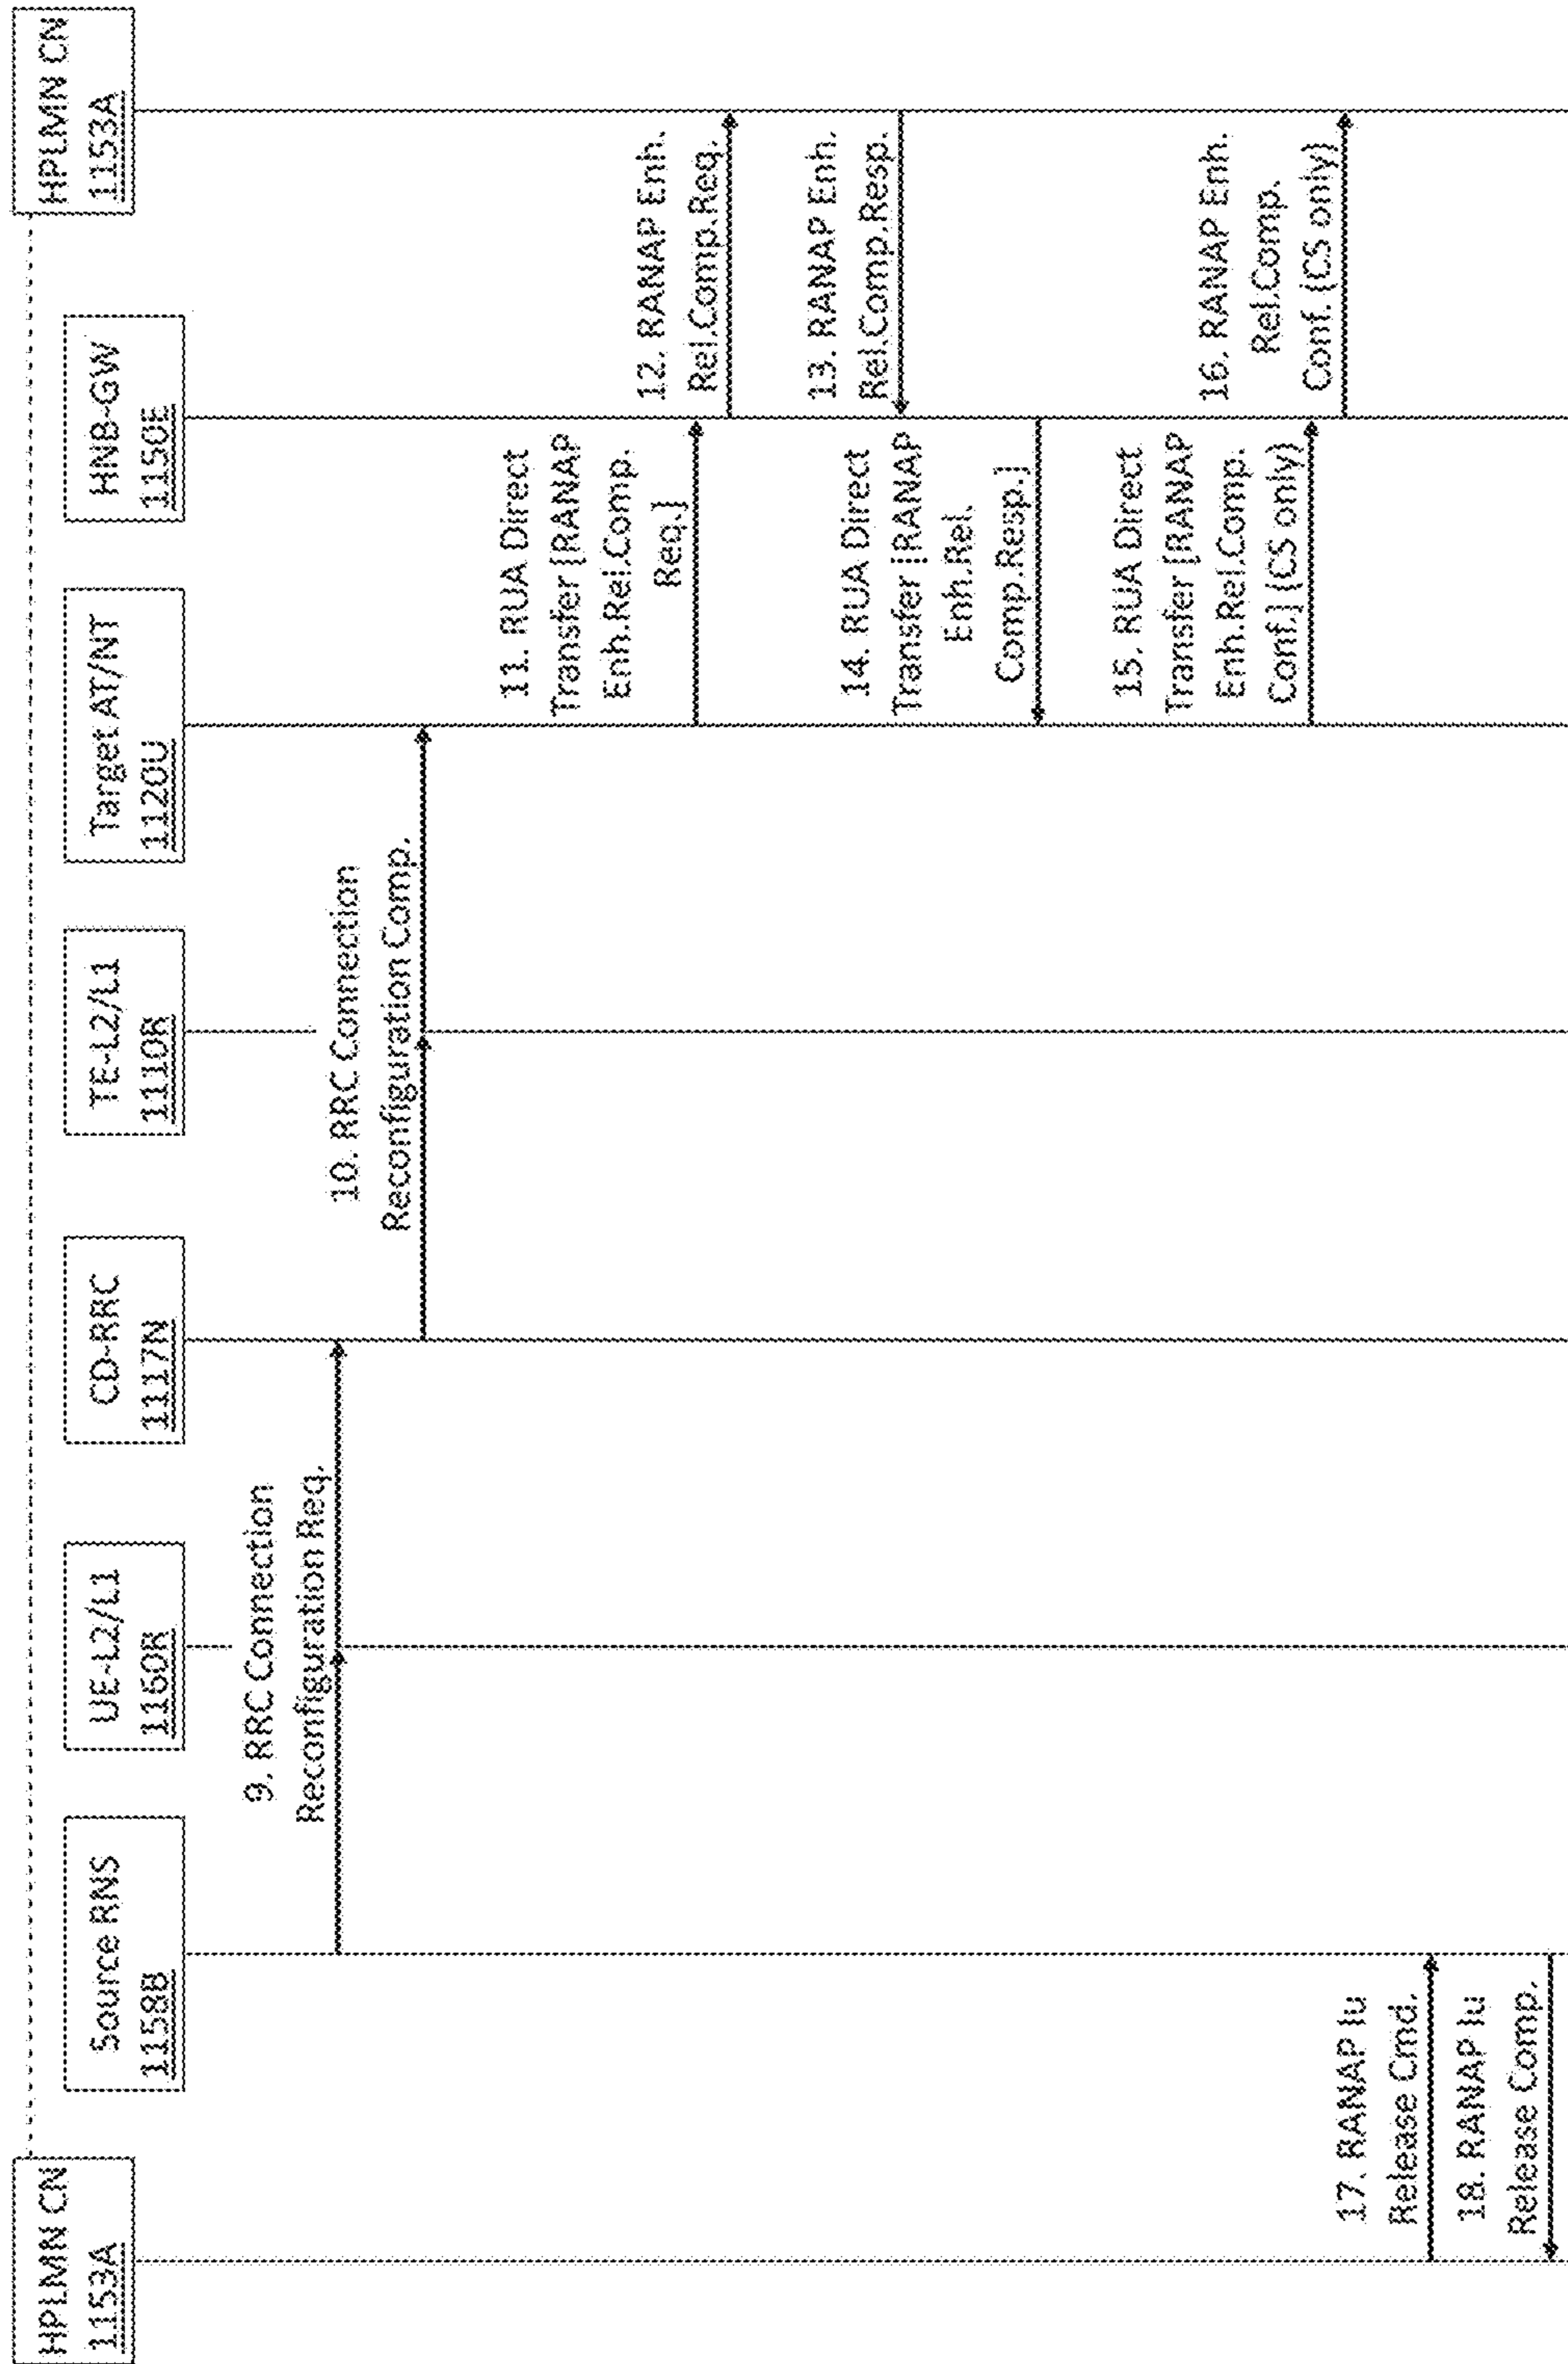 HPLMN CN
1153A
Source RNS
1158B
UE-L2/L1
1160R
CD-RRC
1117N
TE-L2/L1
1110R
Target AT/NT
1120U
HNB-GW
1150E
HPLMN CN
1153A
9. RRC Connection
Reconfiguration Req.
10. RRC Connection
Reconfiguration Comp.
11. RUA Direct
Transfer [RANAP
Enh.Rel.Comp.
Req.]
12. RANAP Enh.
Rel.Comp.Req.
13. RANAP Enh.
Rel.Comp.Resp.
14. RUA Direct
Transfer [RANAP
Enh.Rel.
Comp.Resp.]
15. RUA Direct
Transfer [RANAP
Enh.Rel.Comp.
Conf.] (CS only)
16. RANAP Enh.
Rel.Comp.
Conf. (CS only)
17. RANAP Iu
Release Cmd.
18. RANAP Iu
Release Comp.